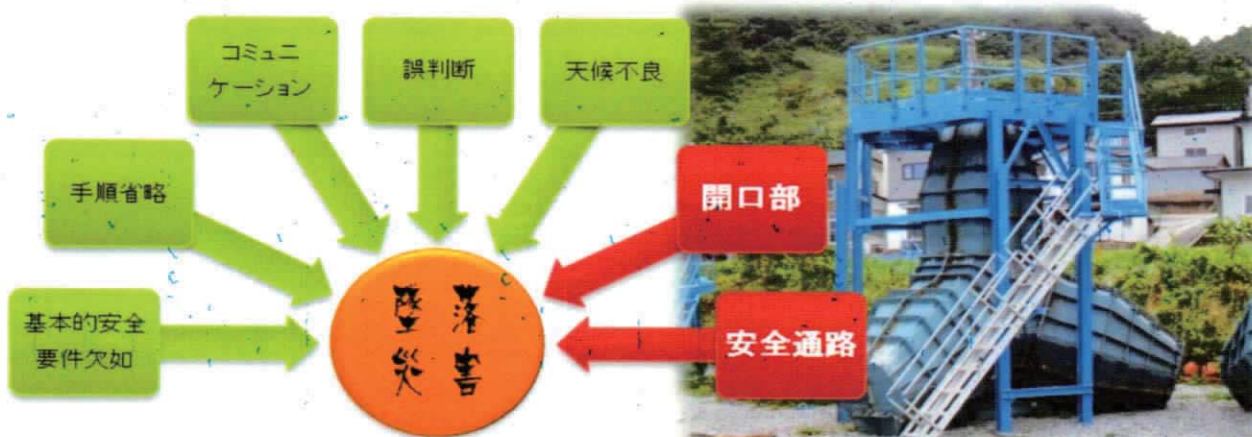 コミュニ
ケーション
誤判断
天候不良
手順省略
開口部
基本的安全
要件欠如
墜落
災害
安全通路